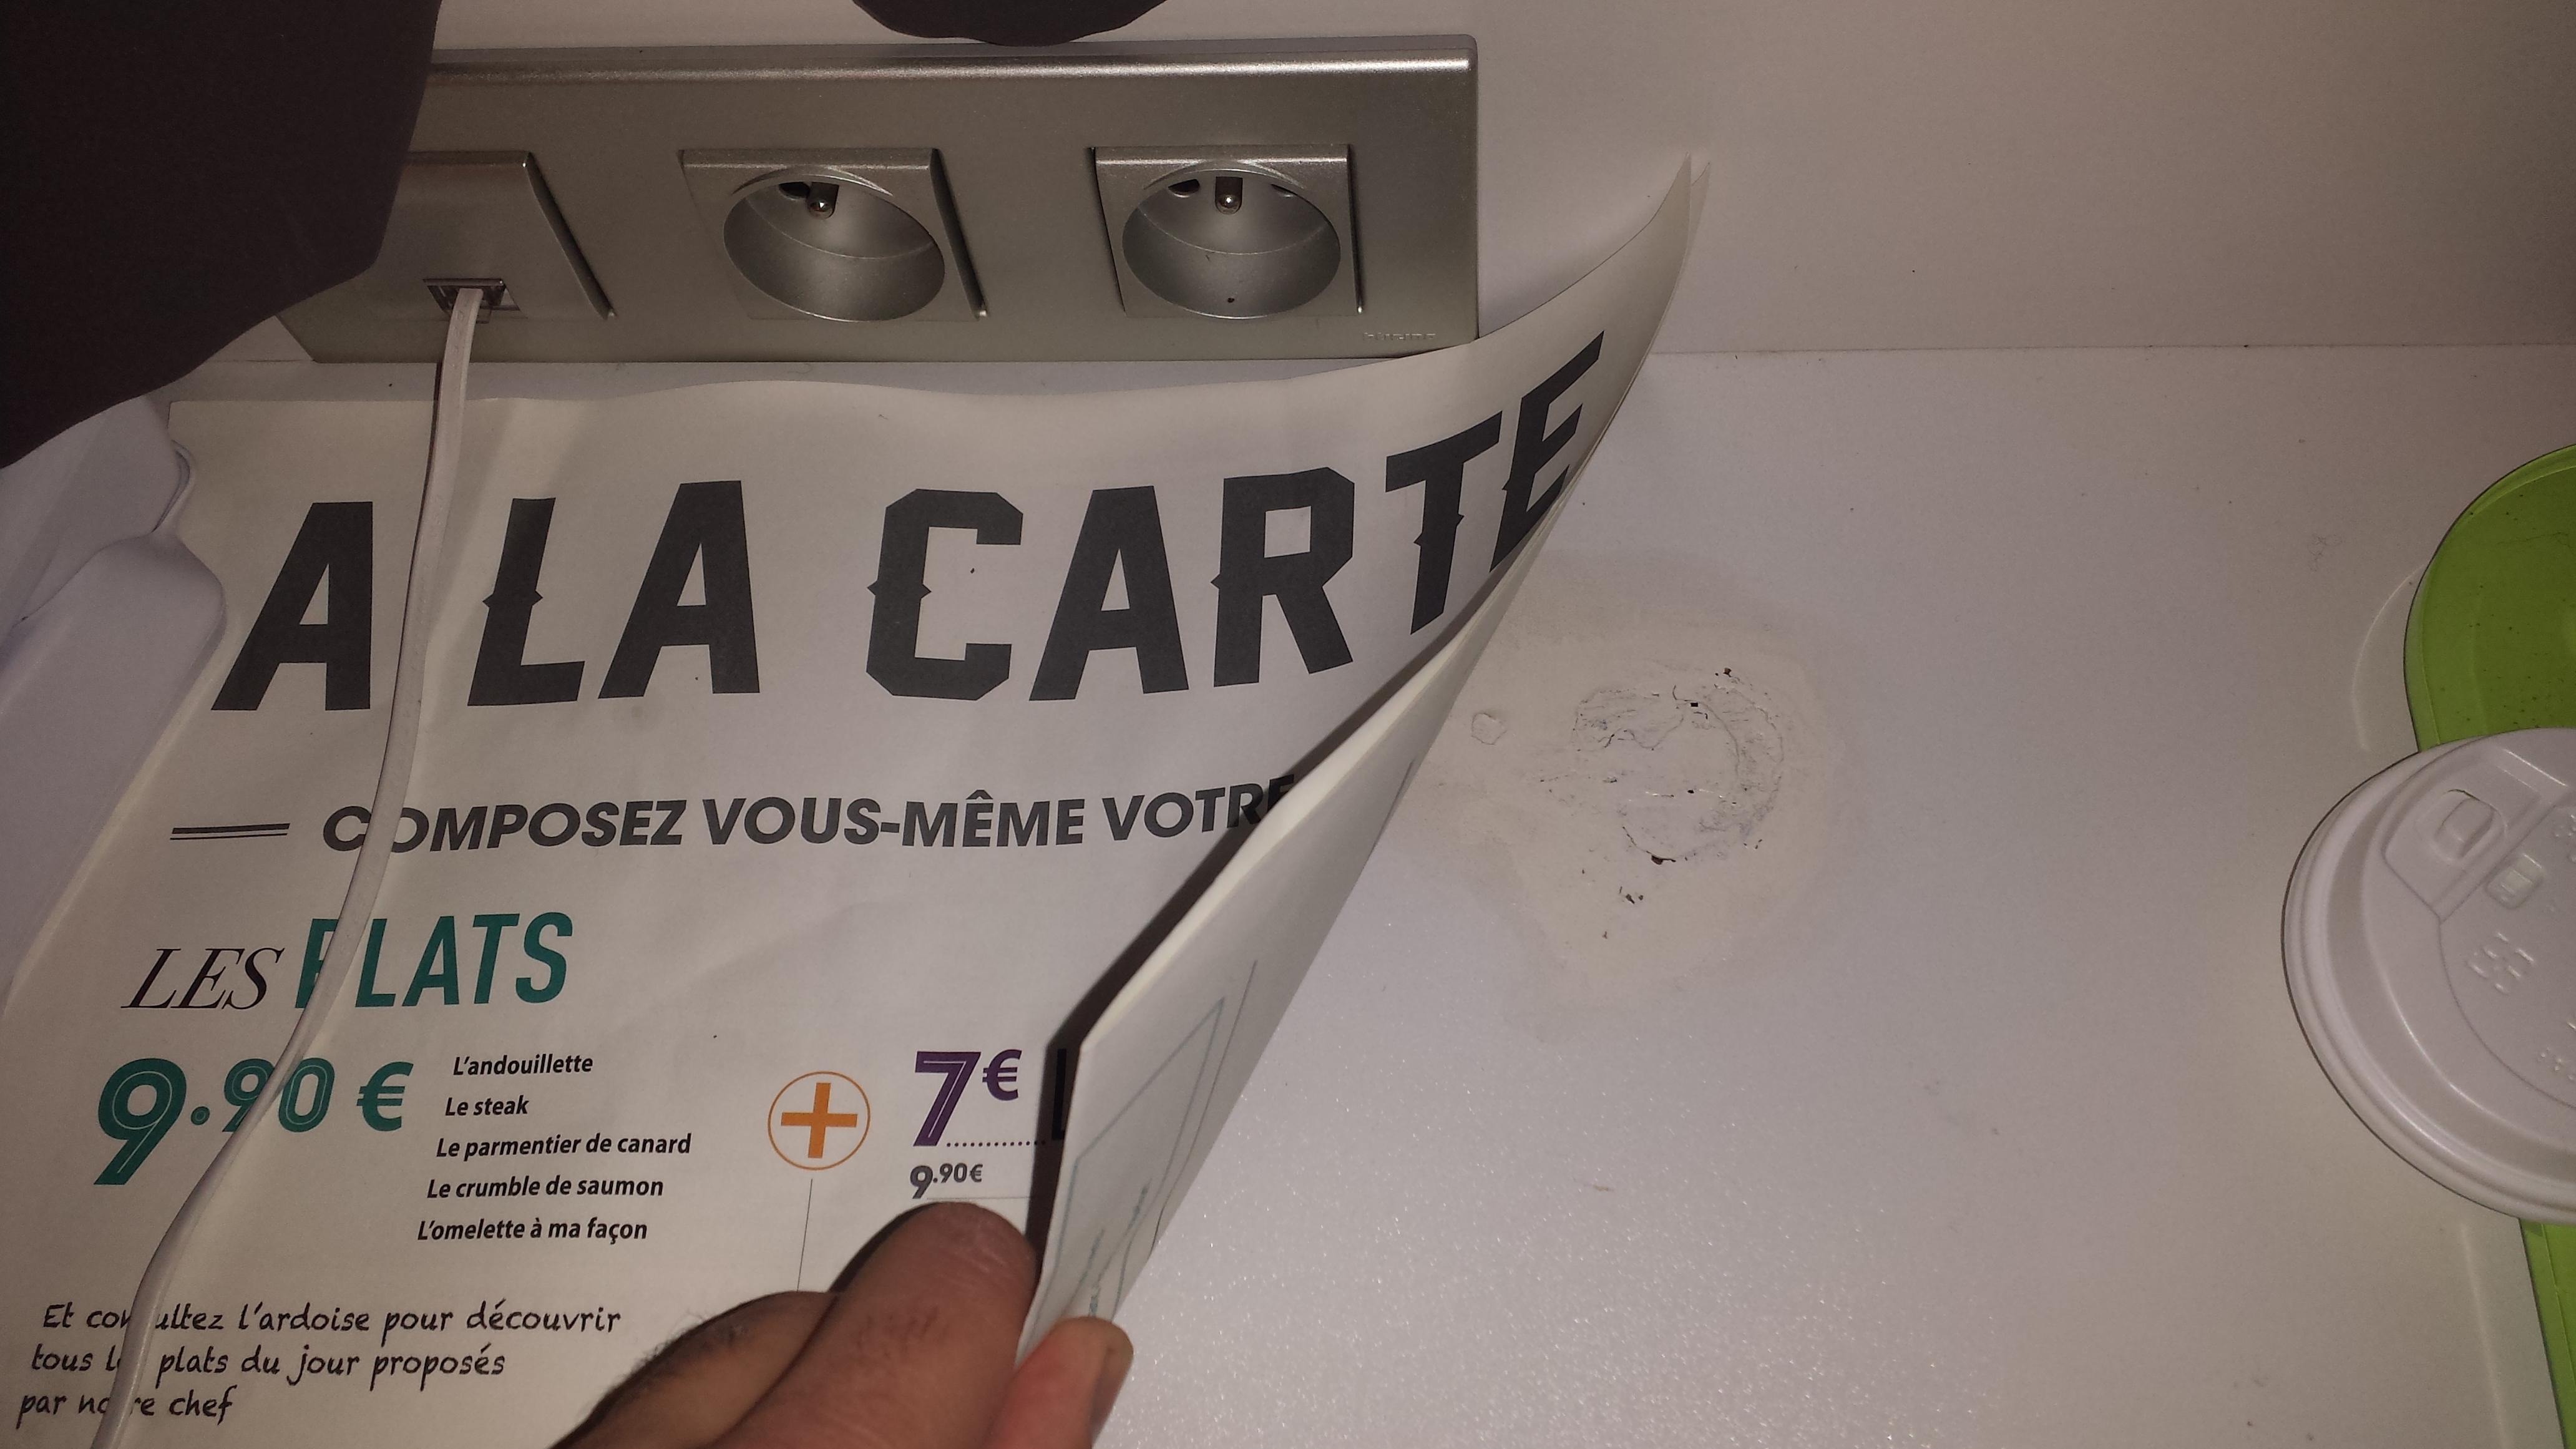 A LA CARTE
COMPOSEZ VOUS-MÊME VOTRE
LES PLATS
9.90 €
L'andouillette
Le steak
Le parmentier de canard
Le crumble de saumon
L'omelette à ma façon
+
7€
9.90€
Et consultez l'ardoise pour découvrir
tous les plats du jour proposés
par notre chef